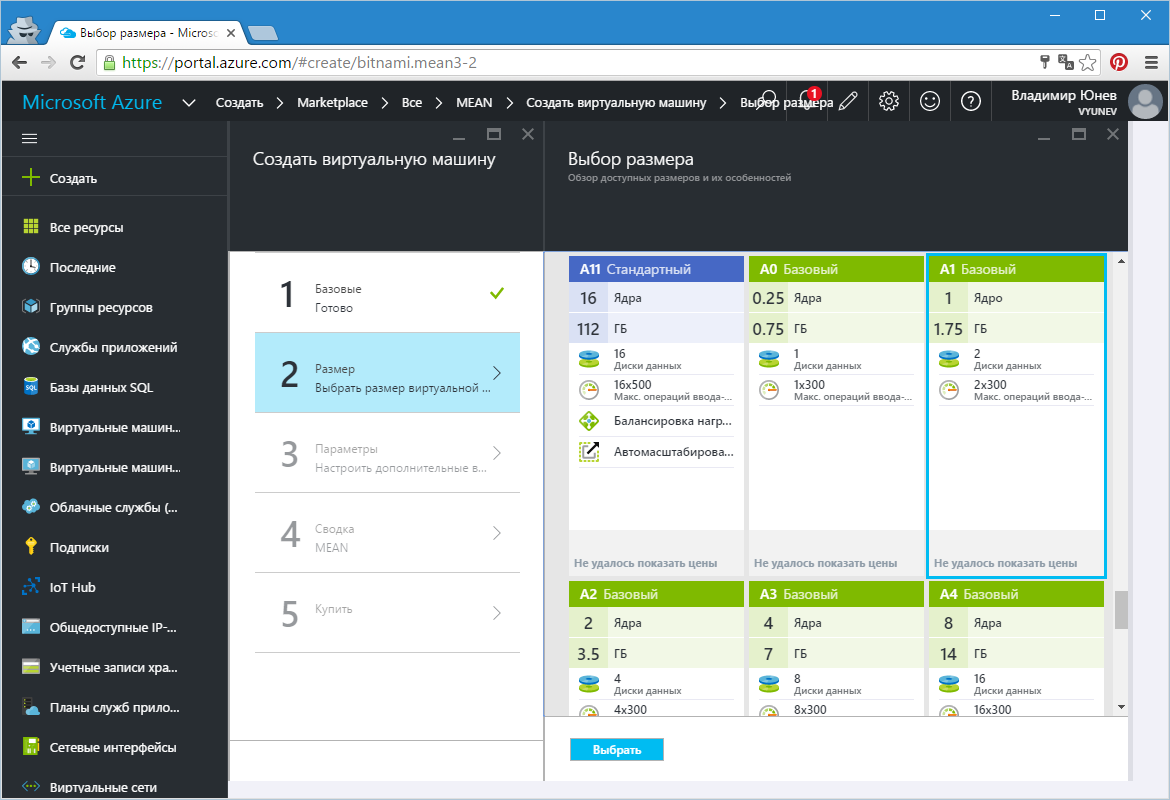 Выбор размера - Microsc
https://portal.azure.com/#create/bitnami.mean3-2
Microsoft Azure
Создать
Marketplace
Все
MEAN
Создать виртуальную машину
Выбор размера
1
Владимир Юнев
VYUNEV
Создать
Все ресурсы
Последние
Группы ресурсов
Службы приложений
Базы данных SQL
Виртуальные машин...
Виртуальные машин...
Облачные службы (...
Подписки
IoT Hub
Общедоступные IP-...
Учетные записи хра...
Планы служб прило...
Сетевые интерфейсы
Виртуальные сети
Создать виртуальную машину
1
Базовые
Готово
2
Размер
Выбрать размер виртуальной ...
3
Параметры
Настроить дополнительные в...
4
Сводка
MEAN
5
Купить
Выбор размера
Обзор доступных размеров и их особенностей
A11 Стандартный
16 Ядра
112 ГБ
16
Диски данных
16x500
Макс. операций ввода-...
Балансировка нагр...
Автомасштабирова...
Не удалось показать цены
A0 Базовый
0.25 Ядра
0.75 ГБ
1
Диски данных
1x300
Макс. операций ввода-...
Не удалось показать цены
A1 Базовый
1 Ядро
1.75 ГБ
2
Диски данных
2x300
Макс. операций ввода-...
Не удалось показать цены
A2 Базовый
2 Ядра
3.5 ГБ
4
Диски данных
4x300
A3 Базовый
4 Ядра
7 ГБ
8
Диски данных
8x300
A4 Базовый
8 Ядра
14 ГБ
16
Диски данных
16x300
Выбрать